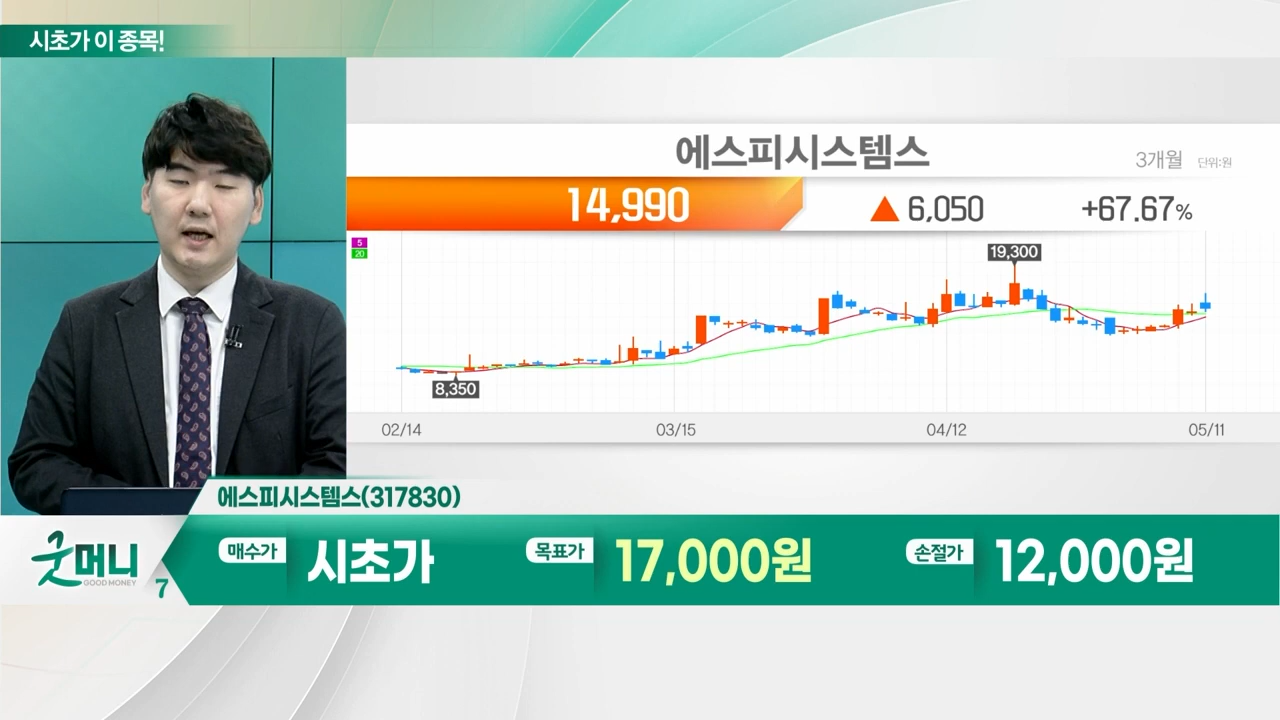 시초가 이 종목!
에스피시스템스
3개월 단위:원
14,990 ▲ 6,050 +67.67%
5
20
19,300
8,350
02/14 03/15 04/12 05/11
에스피시스템스(317830)
굿머니 GOOD MONEY 7
매수가 시초가 목표가 17,000원 손절가 12,000원